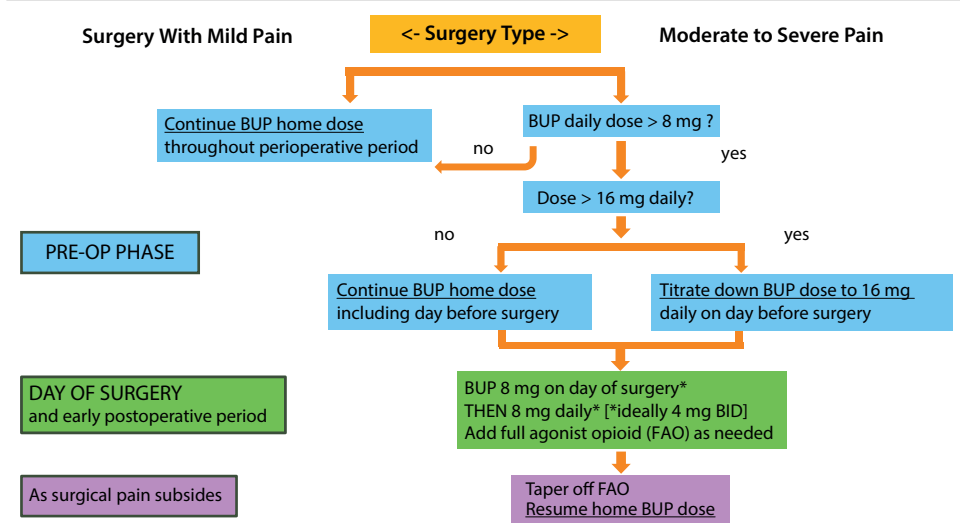 Surgery With Mild Pain
<- Surgery Type ->
Moderate to Severe Pain
Continue BUP home dose
throughout perioperative period
BUP daily dose > 8 mg ?
no
yes
Dose > 16 mg daily?
no
yes
PRE-OP PHASE
Continue BUP home dose
including day before surgery
Titrate down BUP dose to 16 mg
daily on day before surgery
DAY OF SURGERY
and early postoperative period
BUP 8 mg on day of surgery*
THEN 8 mg daily* [*ideally 4 mg BID]
Add full agonist opioid (FAO) as needed
As surgical pain subsides
Taper off FAO
Resume home BUP dose